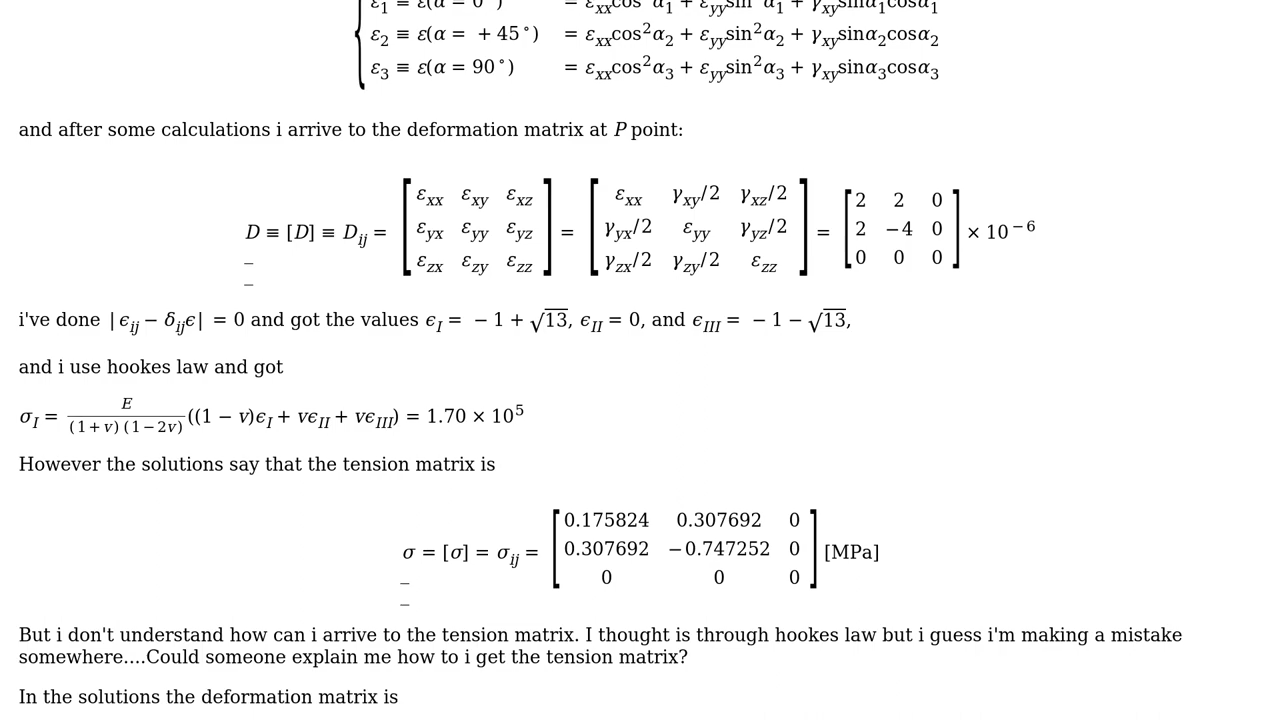 ε₁ ≡ ε(α = 0°) = ε_xx cos² α₁ + ε_yy sin² α₁ + γ_xy sinα₁cosα₁
ε₂ ≡ ε(α = +45°) = ε_xx cos²α₂ + ε_yy sin²α₂ + γ_xy sinα₂cosα₂
ε₃ ≡ ε(α = 90°) = ε_xx cos²α₃ + ε_yy sin²α₃ + γ_xy sinα₃cosα₃
and after some calculations i arrive to the deformation matrix at P point:
D ≡ [D] ≡ D_ij = [ε_xx ε_xy ε_xz; ε_yx ε_yy ε_yz; ε_zx ε_zy ε_zz] = [ε_xx γ_xy/2 γ_xz/2; γ_yx/2 ε_yy γ_yz/2; γ_zx/2 γ_zy/2 ε_zz] = [2 2 0; 2 −4 0; 0 0 0] × 10⁻⁶
i've done |ϵ_ij − δ_ij ϵ| = 0 and got the values ϵ_I = −1 + √13, ϵ_II = 0, and ϵ_III = −1 − √13,
and i use hookes law and got
σ_I = E/((1+v)(1−2v)) ((1 − v)ϵ_I + vϵ_II + vϵ_III) = 1.70 × 10⁵
However the solutions say that the tension matrix is
σ = [σ] = σ_ij = [0.175824 0.307692 0; 0.307692 −0.747252 0; 0 0 0] [MPa]
But i don't understand how can i arrive to the tension matrix. I thought is through hookes law but i guess i'm making a mistake
somewhere....Could someone explain me how to i get the tension matrix?
In the solutions the deformation matrix is